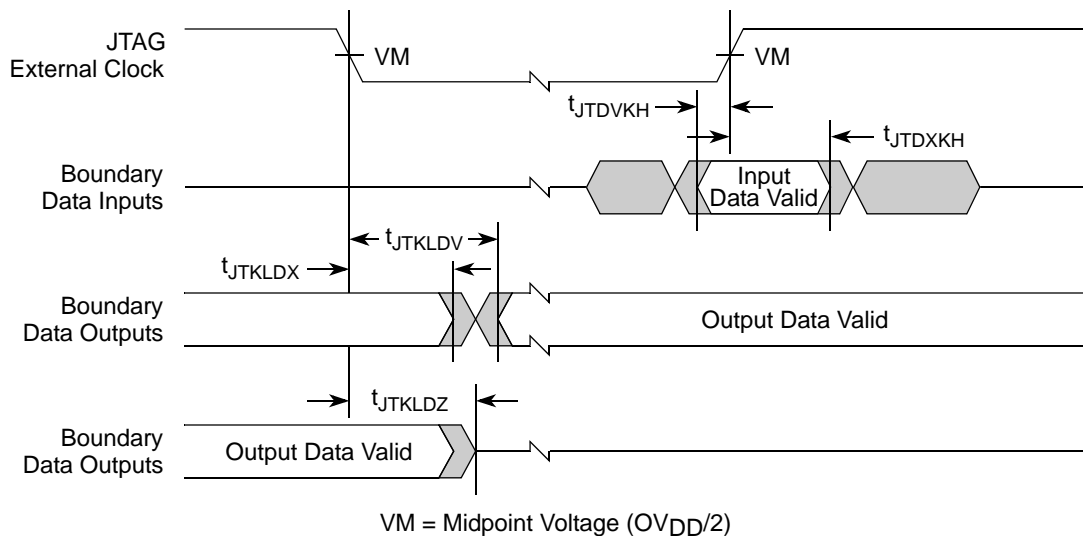 JTAG
External Clock
VM
VM
tJTDVKH
tJTDXKH
Boundary
Data Inputs
Input
Data Valid
tJTKLDV
tJTKLDX
Boundary
Data Outputs
Output Data Valid
tJTKLDZ
Boundary
Data Outputs
Output Data Valid
VM = Midpoint Voltage (OVDD/2)